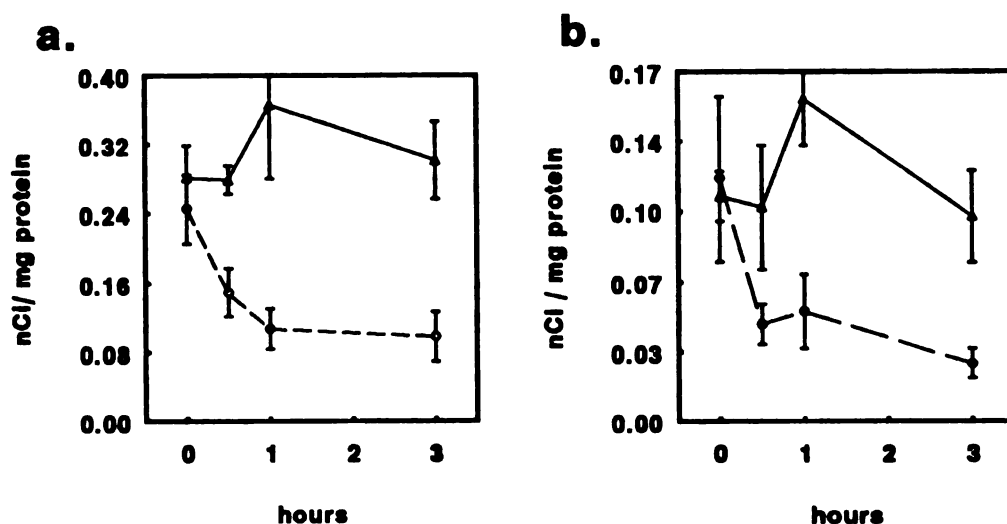 a.
0.40
0.32
0.24
0.16
0.08
0.00
nCi/ mg protein
0 1 2 3
hours
b.
0.17
0.14
0.10
0.07
0.03
0.00
nCi / mg protein
0 1 2 3
hours